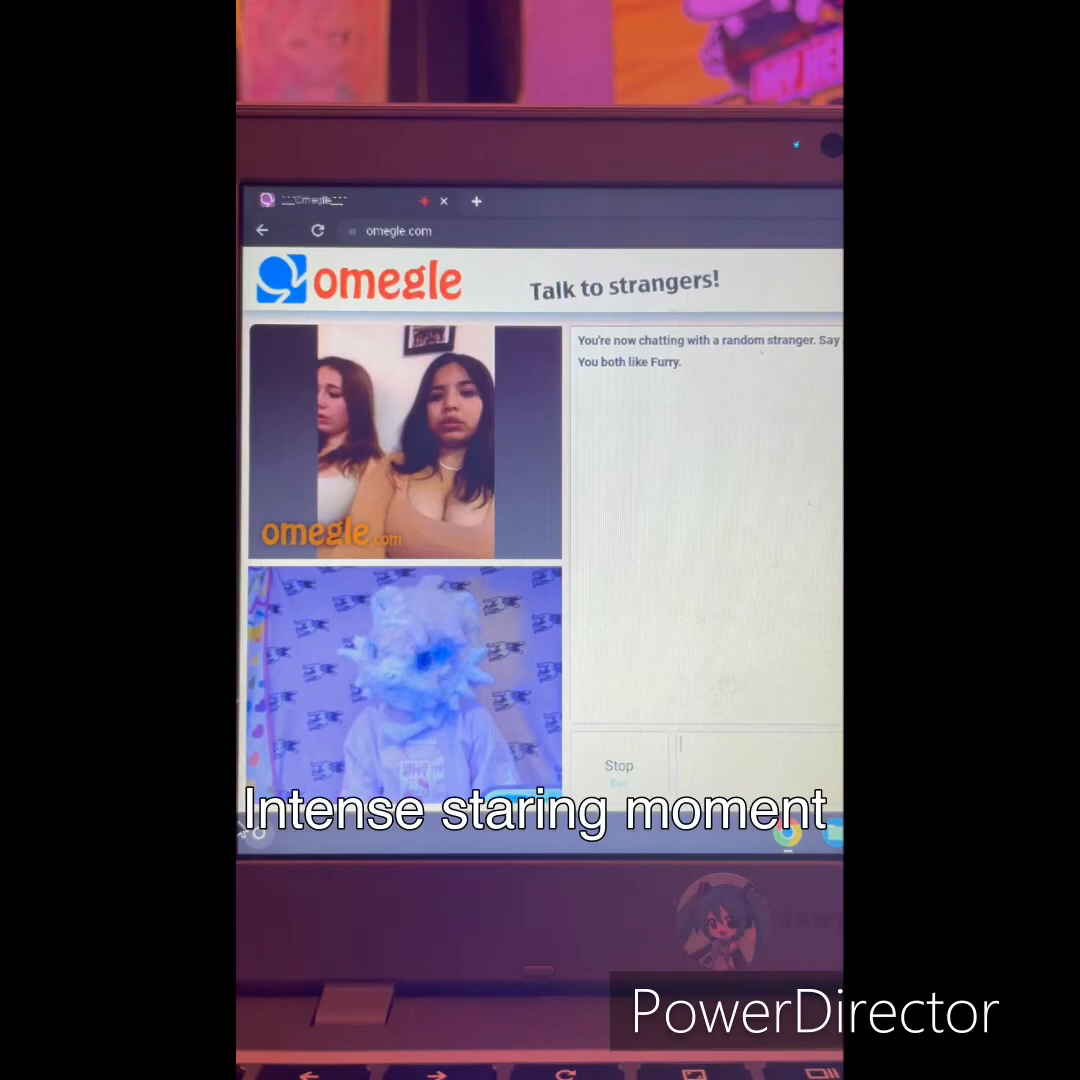 Omegle
omegle.com
omegle
Talk to strangers!
You're now chatting with a random stranger. Say
You both like Furry.
omegle.com
Stop
Intense staring moment
PowerDirector